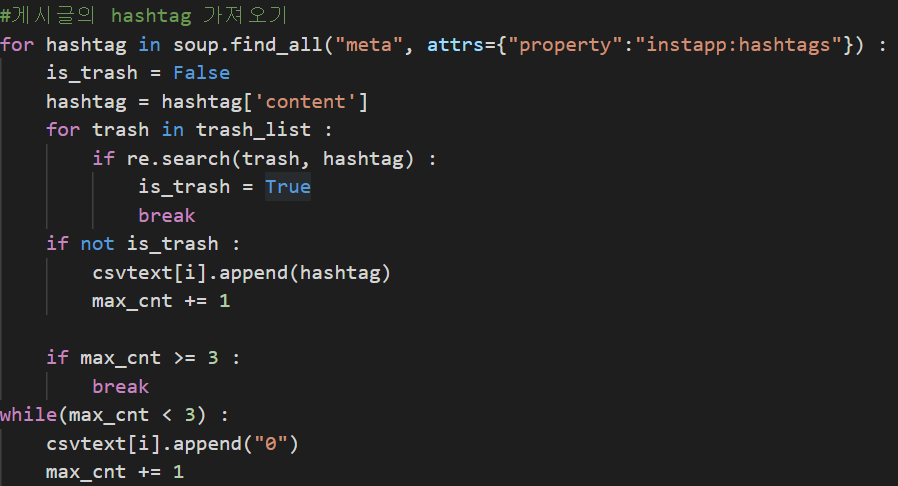 #게시글의 hashtag 가져오기
for hashtag in soup.find_all("meta", attrs={"property":"instapp:hashtags"}) :
    is_trash = False
    hashtag = hashtag['content']
    for trash in trash_list :
        if re.search(trash, hashtag) :
            is_trash = True
            break
    if not is_trash :
        csvtext[i].append(hashtag)
        max_cnt += 1

    if max_cnt >= 3 :
        break
while(max_cnt < 3) :
    csvtext[i].append("0")
    max_cnt += 1